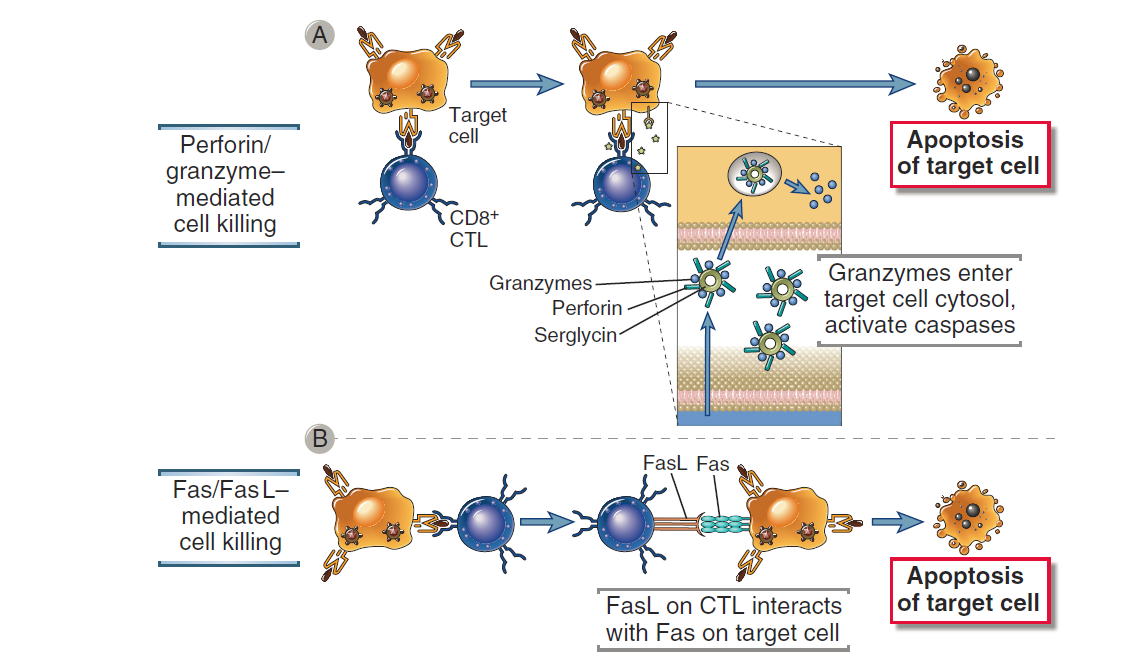 A
Perforin/
granzyme–
mediated
cell killing
Target
cell
CD8+
CTL
Apoptosis
of target cell
Granzymes
Perforin
Serglycin
Granzymes enter
target cell cytosol,
activate caspases
B
Fas/FasL–
mediated
cell killing
FasL Fas
FasL on CTL interacts
with Fas on target cell
Apoptosis
of target cell